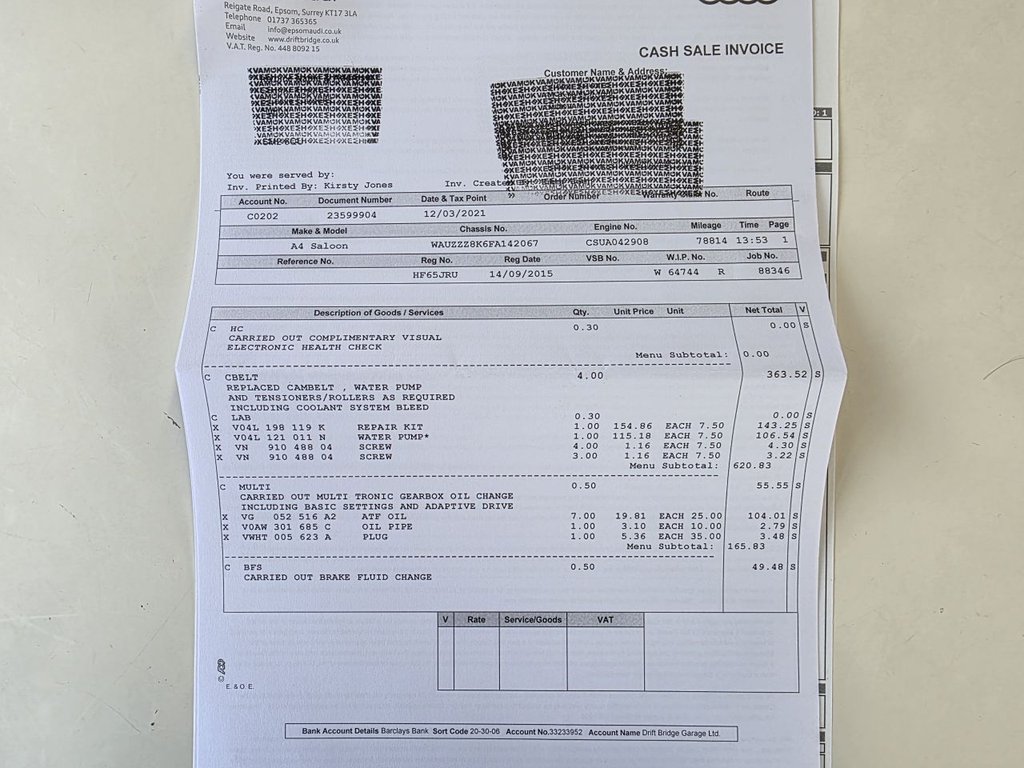 Reigate Road, Epsom, Surrey KT17 3LA
Telephone 01737 365365
Email info@epsomaudi.co.uk
Website www.driftbridge.co.uk
V.A.T. Reg. No. 448 8092 15
CASH SALE INVOICE
Customer Name & Address
You were served by:
Inv. Printed By: Kirsty Jones Inv. Create
Account No. Document Number Date & Tax Point Order Number No. Route
C0202 23599904 12/03/2021
Make & Model Chassis No. Engine No. Mileage Time Page
A4 Saloon WAUZZZ8K6FA142067 CSUA042908 78814 13:53 1
Reference No. Reg No. Reg Date VSB No. W.I.P. No. Job No.
HF65JRU 14/09/2015 W 64744 R 88346
Description of Goods / Services Qty. Unit Price Unit Net Total V
C HC 0.30 0.00 S
CARRIED OUT COMPLIMENTARY VISUAL
ELECTRONIC HEALTH CHECK
Menu Subtotal: 0.00
C CBELT 4.00 363.52 S
REPLACED CAMBELT , WATER PUMP
AND TENSIONERS/ROLLERS AS REQUIRED
INCLUDING COOLANT SYSTEM BLEED
C LAB 0.30 0.00 S
X V04L 198 119 K REPAIR KIT 1.00 154.86 EACH 7.50 143.25 S
X V04L 121 011 N WATER PUMP* 1.00 115.18 EACH 7.50 106.54 S
X VN 910 488 04 SCREW 4.00 1.16 EACH 7.50 4.30 S
X VN 910 488 04 SCREW 3.00 1.16 EACH 7.50 3.22 S
Menu Subtotal: 620.83
C MULTI 0.50 55.55 S
CARRIED OUT MULTI TRONIC GEARBOX OIL CHANGE
INCLUDING BASIC SETTINGS AND ADAPTIVE DRIVE
X VG 052 516 A2 ATF OIL 7.00 19.81 EACH 25.00 104.01 S
X V0AW 301 685 C OIL PIPE 1.00 3.10 EACH 10.00 2.79 S
X VWHT 005 623 A PLUG 1.00 5.36 EACH 35.00 3.48 S
Menu Subtotal: 165.83
C BFS 0.50 49.48 S
CARRIED OUT BRAKE FLUID CHANGE
V Rate Service/Goods VAT
E. & O. E.
Bank Account Details Barclays Bank Sort Code 20-30-06 Account No.33233952 Account Name Drift Bridge Garage Ltd.